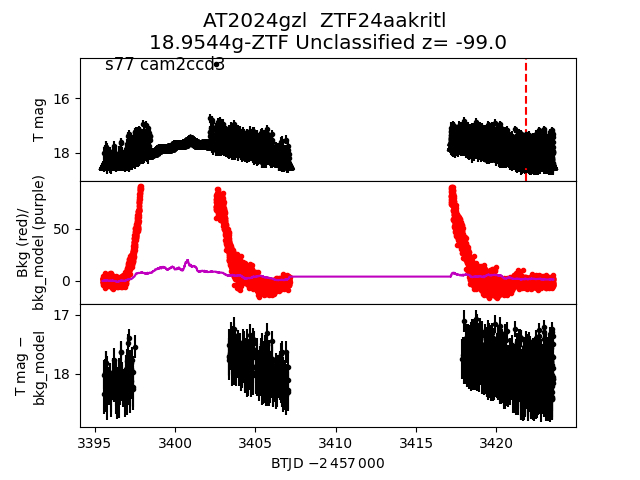 AT2024gzl  ZTF24aakritl
18.9544g-ZTF Unclassified z= -99.0
s77 cam2ccd3
T mag
16
18
Bkg (red)/
bkg_model (purple)
50
0
T mag −
bkg_model
17
18
3395 3400 3405 3410 3415 3420
BTJD −2 457 000